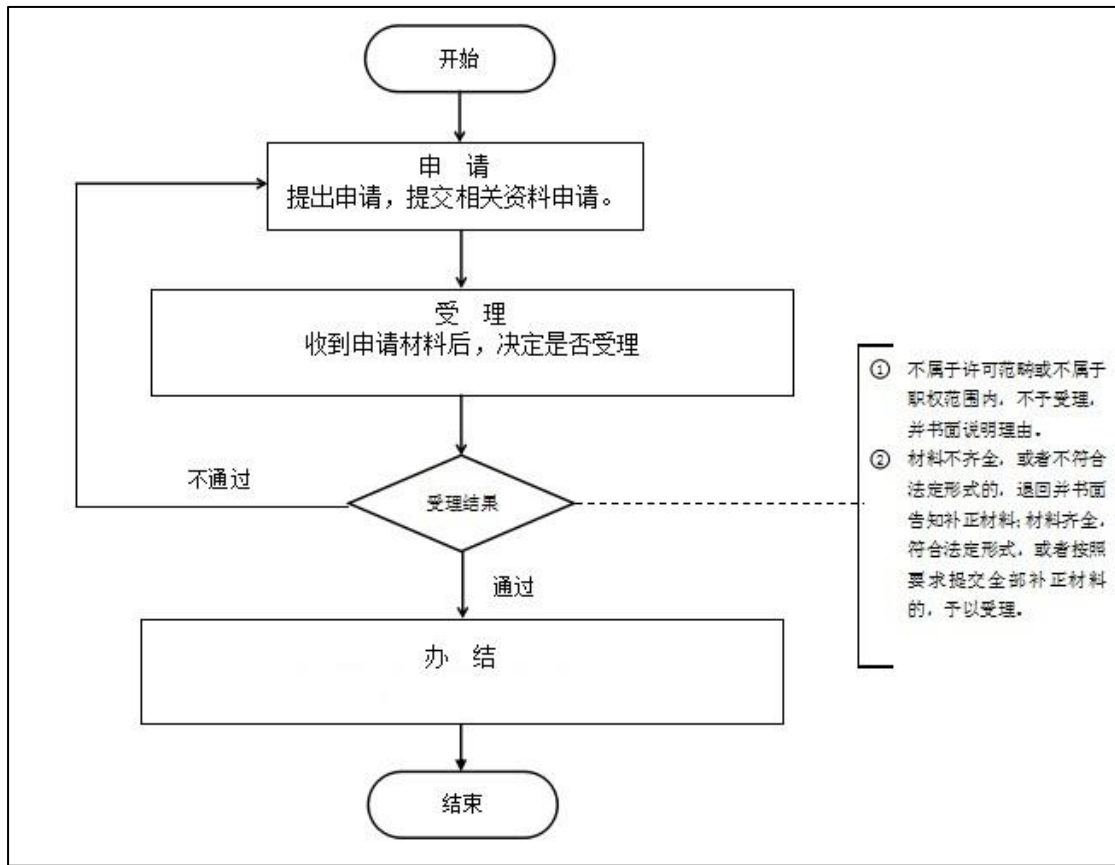 开始
申 请
提出申请，提交相关资料申请。
受 理
收到申请材料后，决定是否受理
不通过
受理结果
① 不属于许可范畴或不属于
职权范围内，不予受理，
并书面说明理由。
② 材料不齐全，或者不符合
法定形式的，退回并书面
告知补正材料；材料齐全，
符合法定形式，或者按照
要求提交全部补正材料
的，予以受理。
通过
办 结
结束